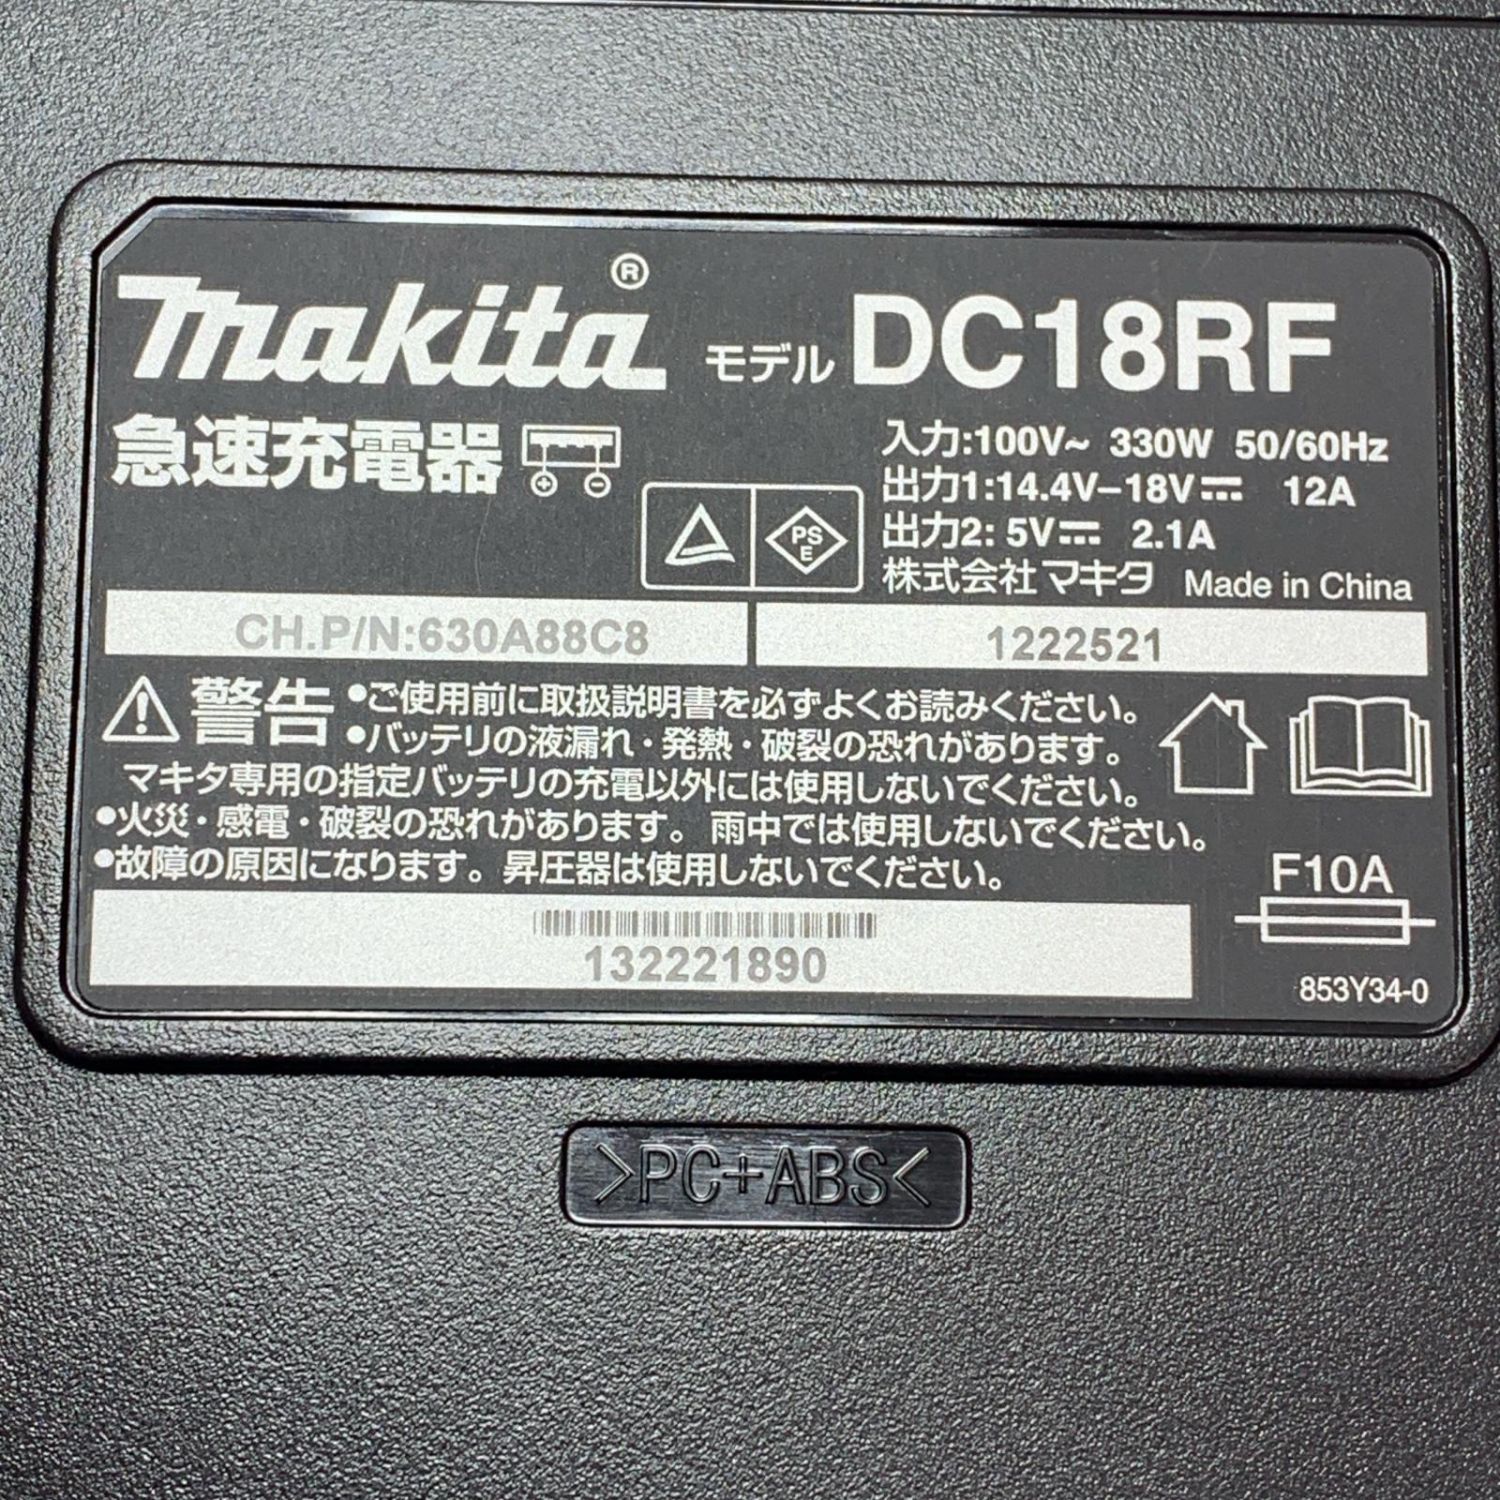 makita® モデル DC18RF
急速充電器
入力:100V~ 330W 50/60Hz
出力1:14.4V–18V⎓ 12A
出力2: 5V⎓ 2.1A
PS
E
株式会社マキタ Made in China
CH.P/N:630A88C8
1222521
警告 •ご使用前に取扱説明書を必ずよくお読みください。
•バッテリの液漏れ・発熱・破裂の恐れがあります。
マキタ専用の指定バッテリの充電以外には使用しないでください。
•火災・感電・破裂の恐れがあります。雨中では使用しないでください。
•故障の原因になります。昇圧器は使用しないでください。
F10A
132221890
853Y34-0
>PC+ABS<